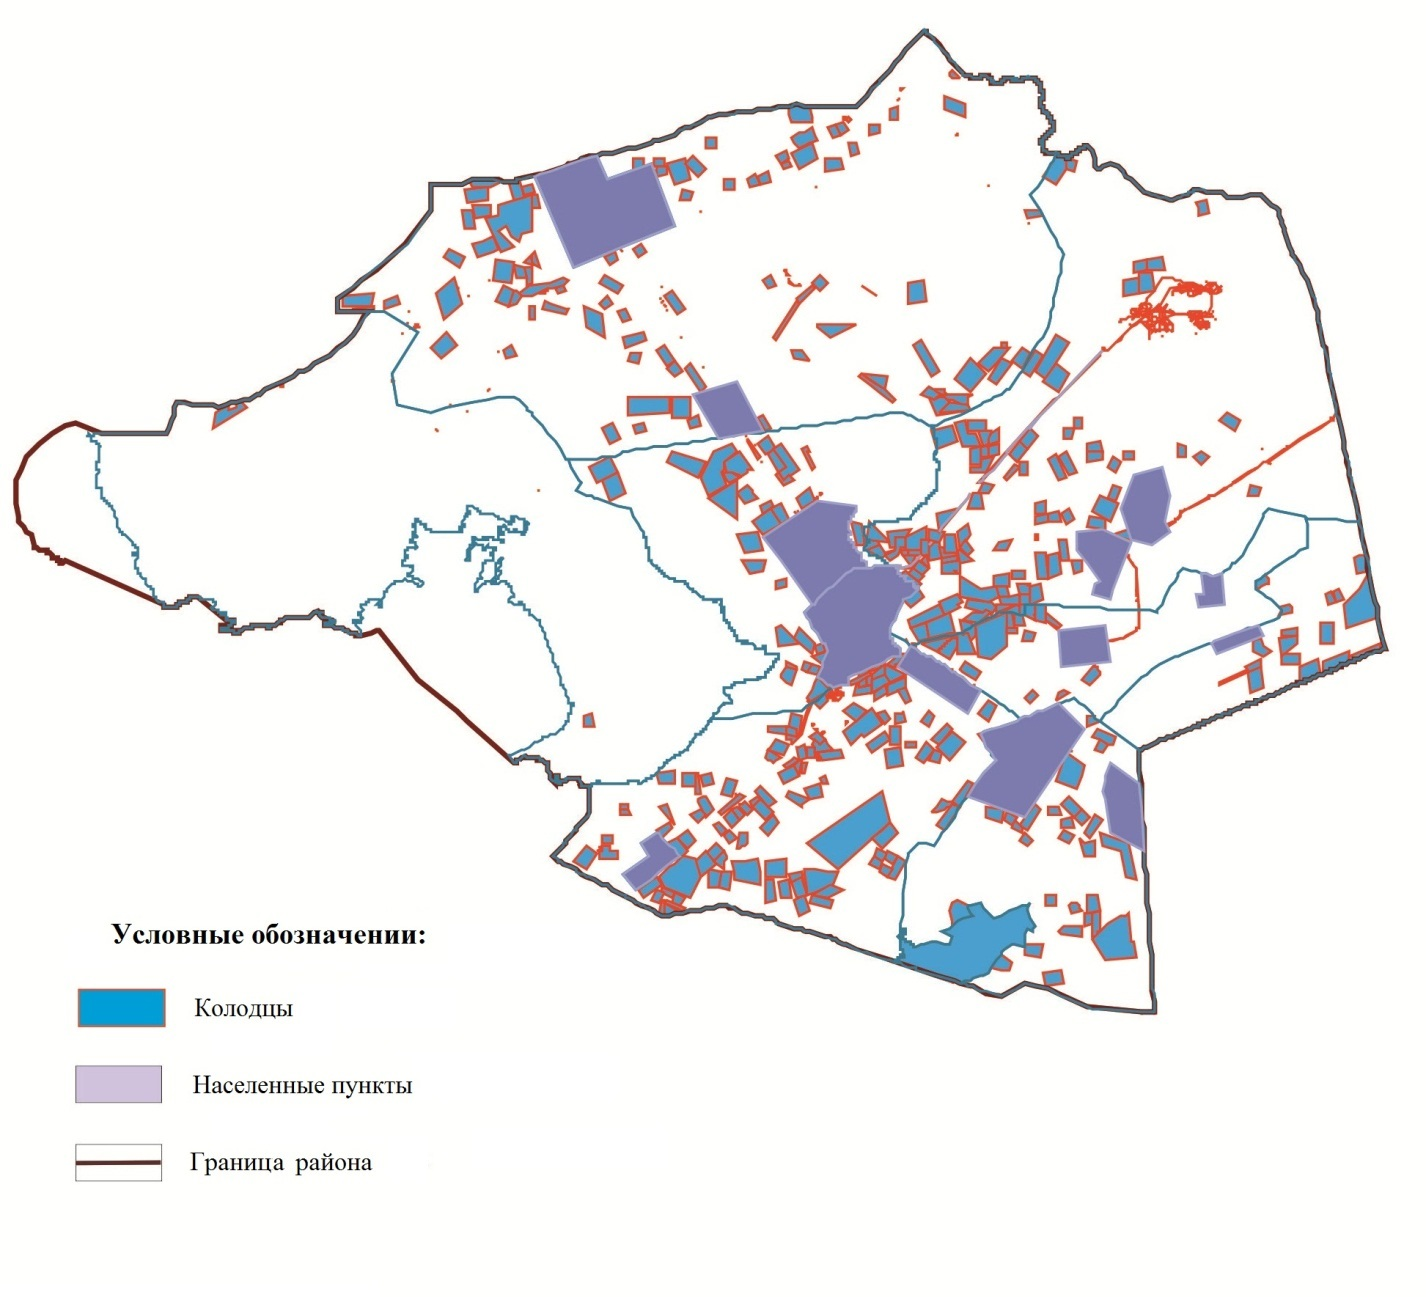 Условные обозначении:
Колодцы
Населенные пункты
Граница района